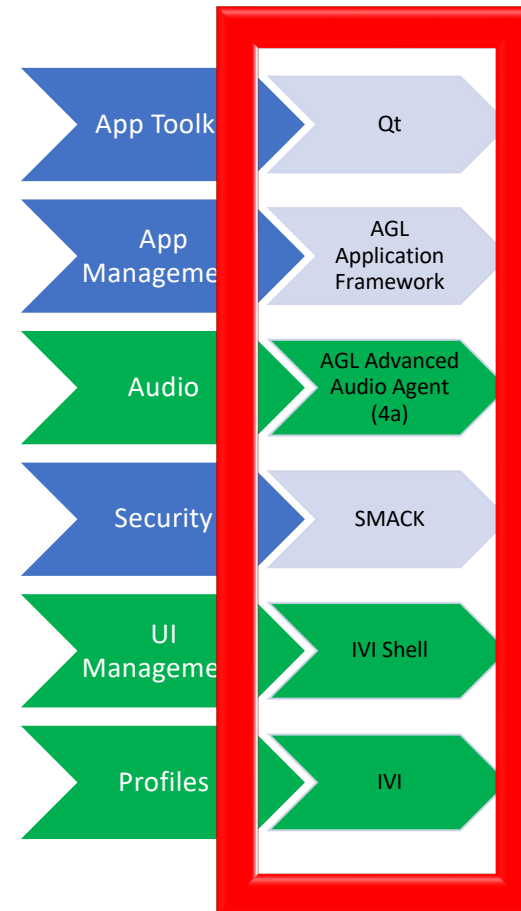 App Toolk
Qt
App
Manageme
AGL
Application
Framework
Audio
AGL Advanced
Audio Agent
(4a)
Security
SMACK
UI
Manageme
IVI Shell
Profiles
IVI